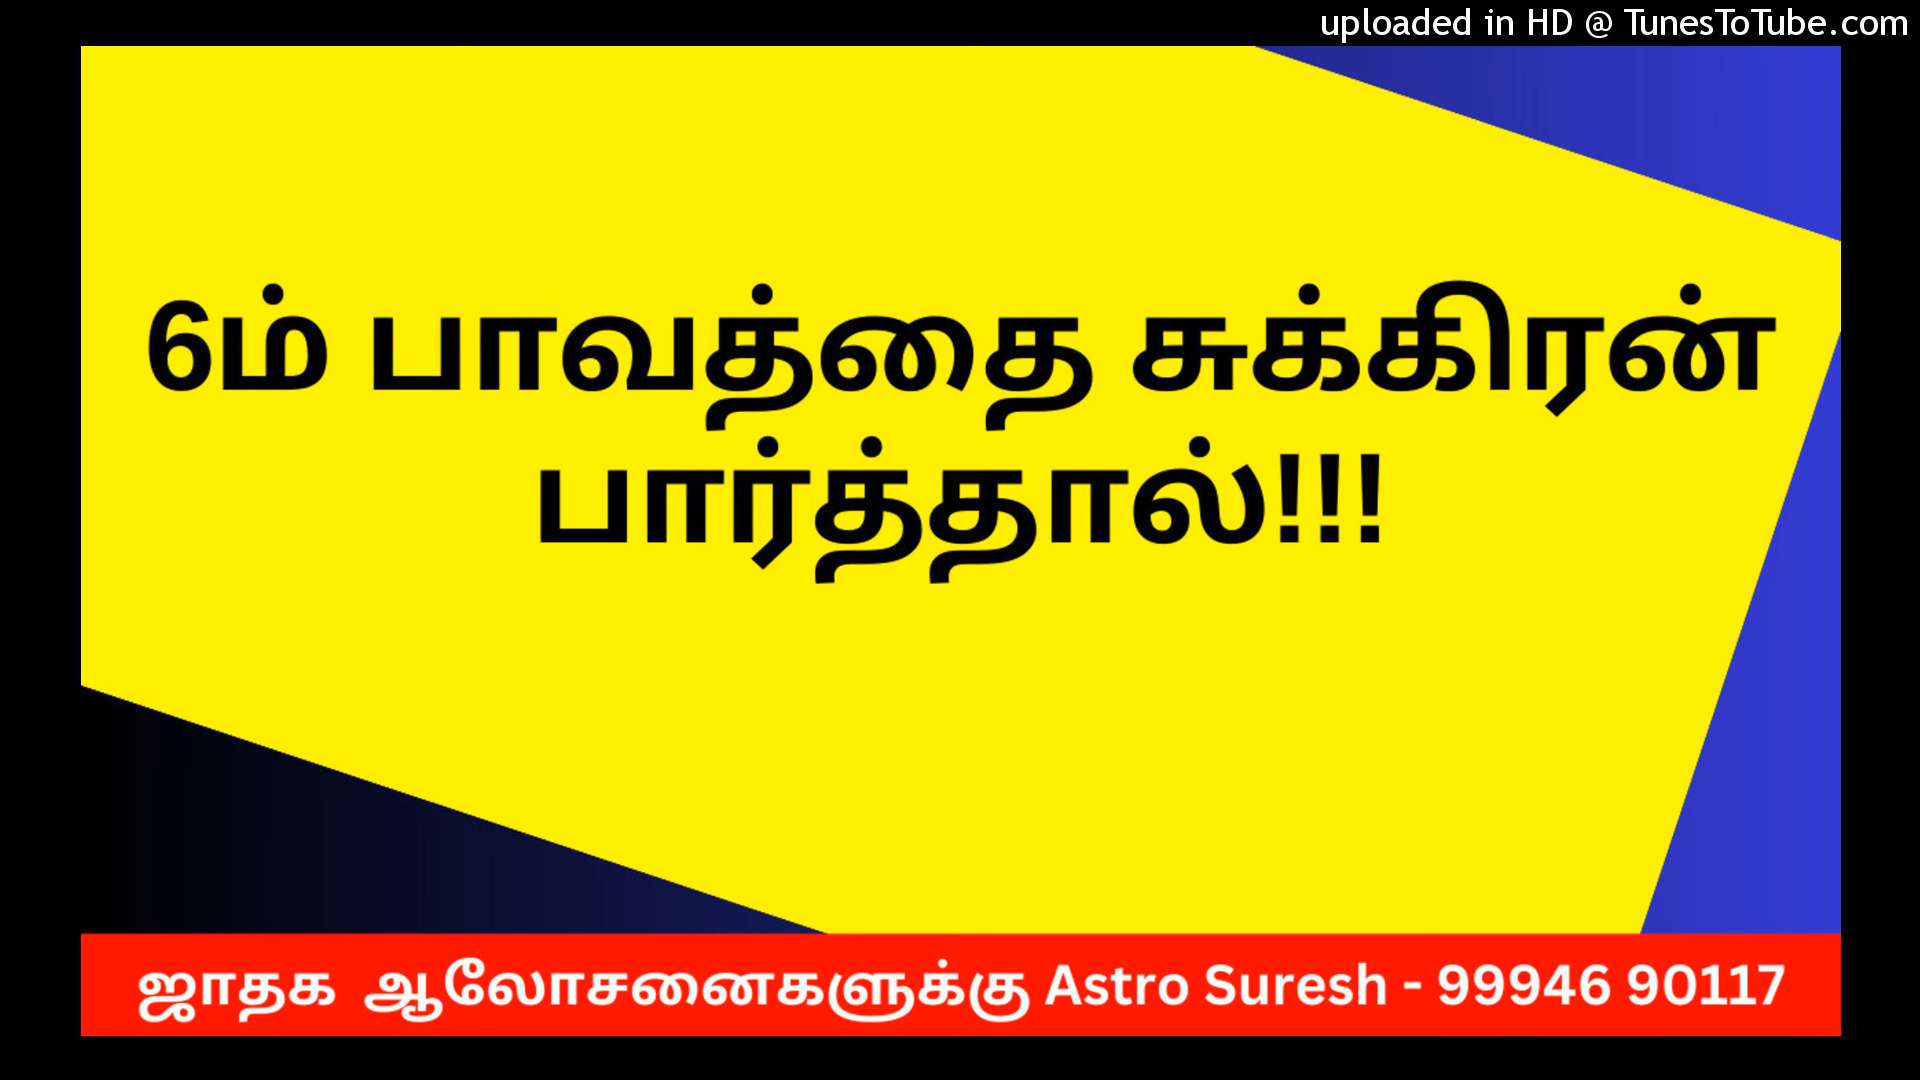 uploaded in HD @ TunesToTube.com
6ம் பாவத்தை சுக்கிரன்
பார்த்தால்!!!
ஜாதக ஆலோசனைகளுக்கு Astro Suresh - 99946 90117